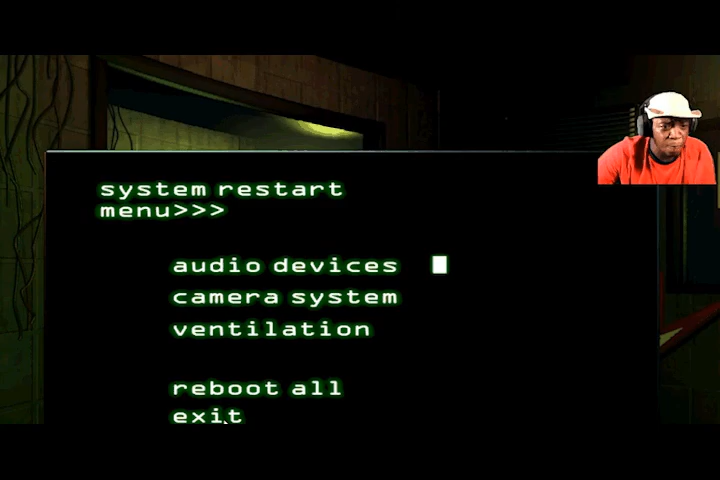 system restart
menu>>>
audio devices
camera system
ventilation
reboot all
exit